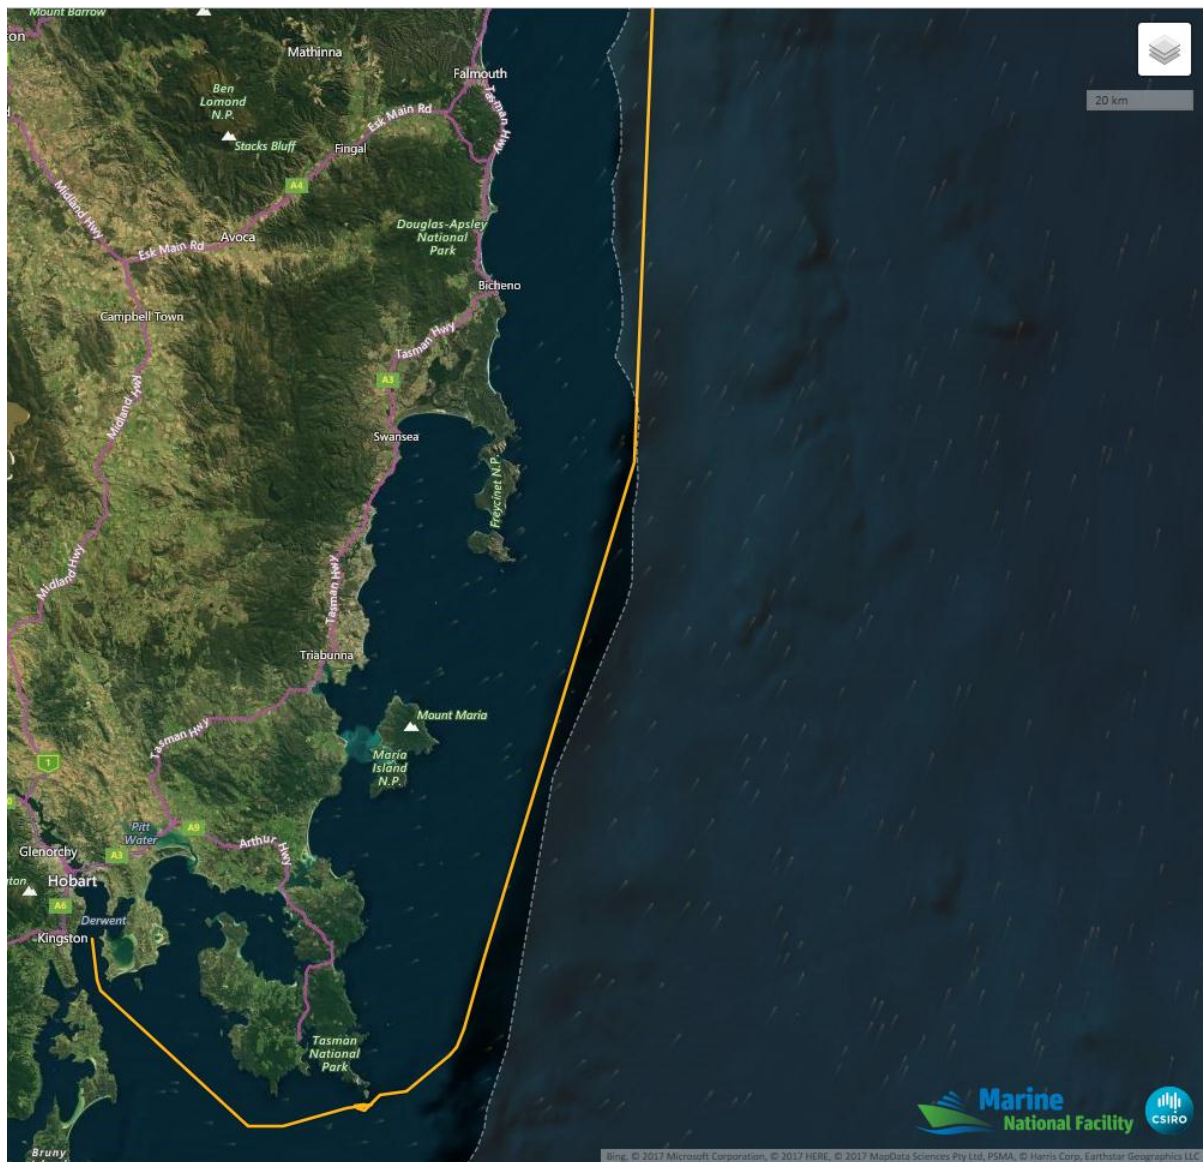 Mount Barrow
Mathinna
Falmouth
20 km
Ben
Lomond
N.P.
Tasman Hwy
Esk Main Rd
Stacks Bluff
Fingal
A4
Midland Hwy
Douglas-Apsley
National
Park
Avoca
Esk Main Rd
Bicheno
Campbell Town
Tasman Hwy
A3
Midland Hwy
Swansea
Freycinet N.P.
Midland Hwy
Tasman Hwy
Triabunna
Mount Maria
Tasman Hwy
Maria
Island
N.P.
1
Pitt
Water
A9
Arthur Hwy
Glenorchy
A3
Hobart
A6
Derwent
Kingston
Tasman
National
Park
Marine
National Facility
CSIRO
Bruny
Bing, © 2017 Microsoft Corporation, © 2017 HERE, © 2017 MapData Sciences Pty Ltd, PSMA, © Harris Corp, Earthstar Geographics LLC